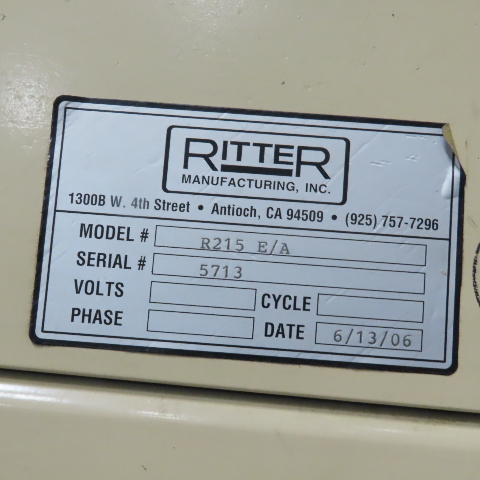 RITTER
MANUFACTURING, INC.
1300B W. 4th Street • Antioch, CA 94509 • (925) 757-7296
MODEL # R215 E/A
SERIAL # 5713
VOLTS CYCLE
PHASE DATE 6/13/06